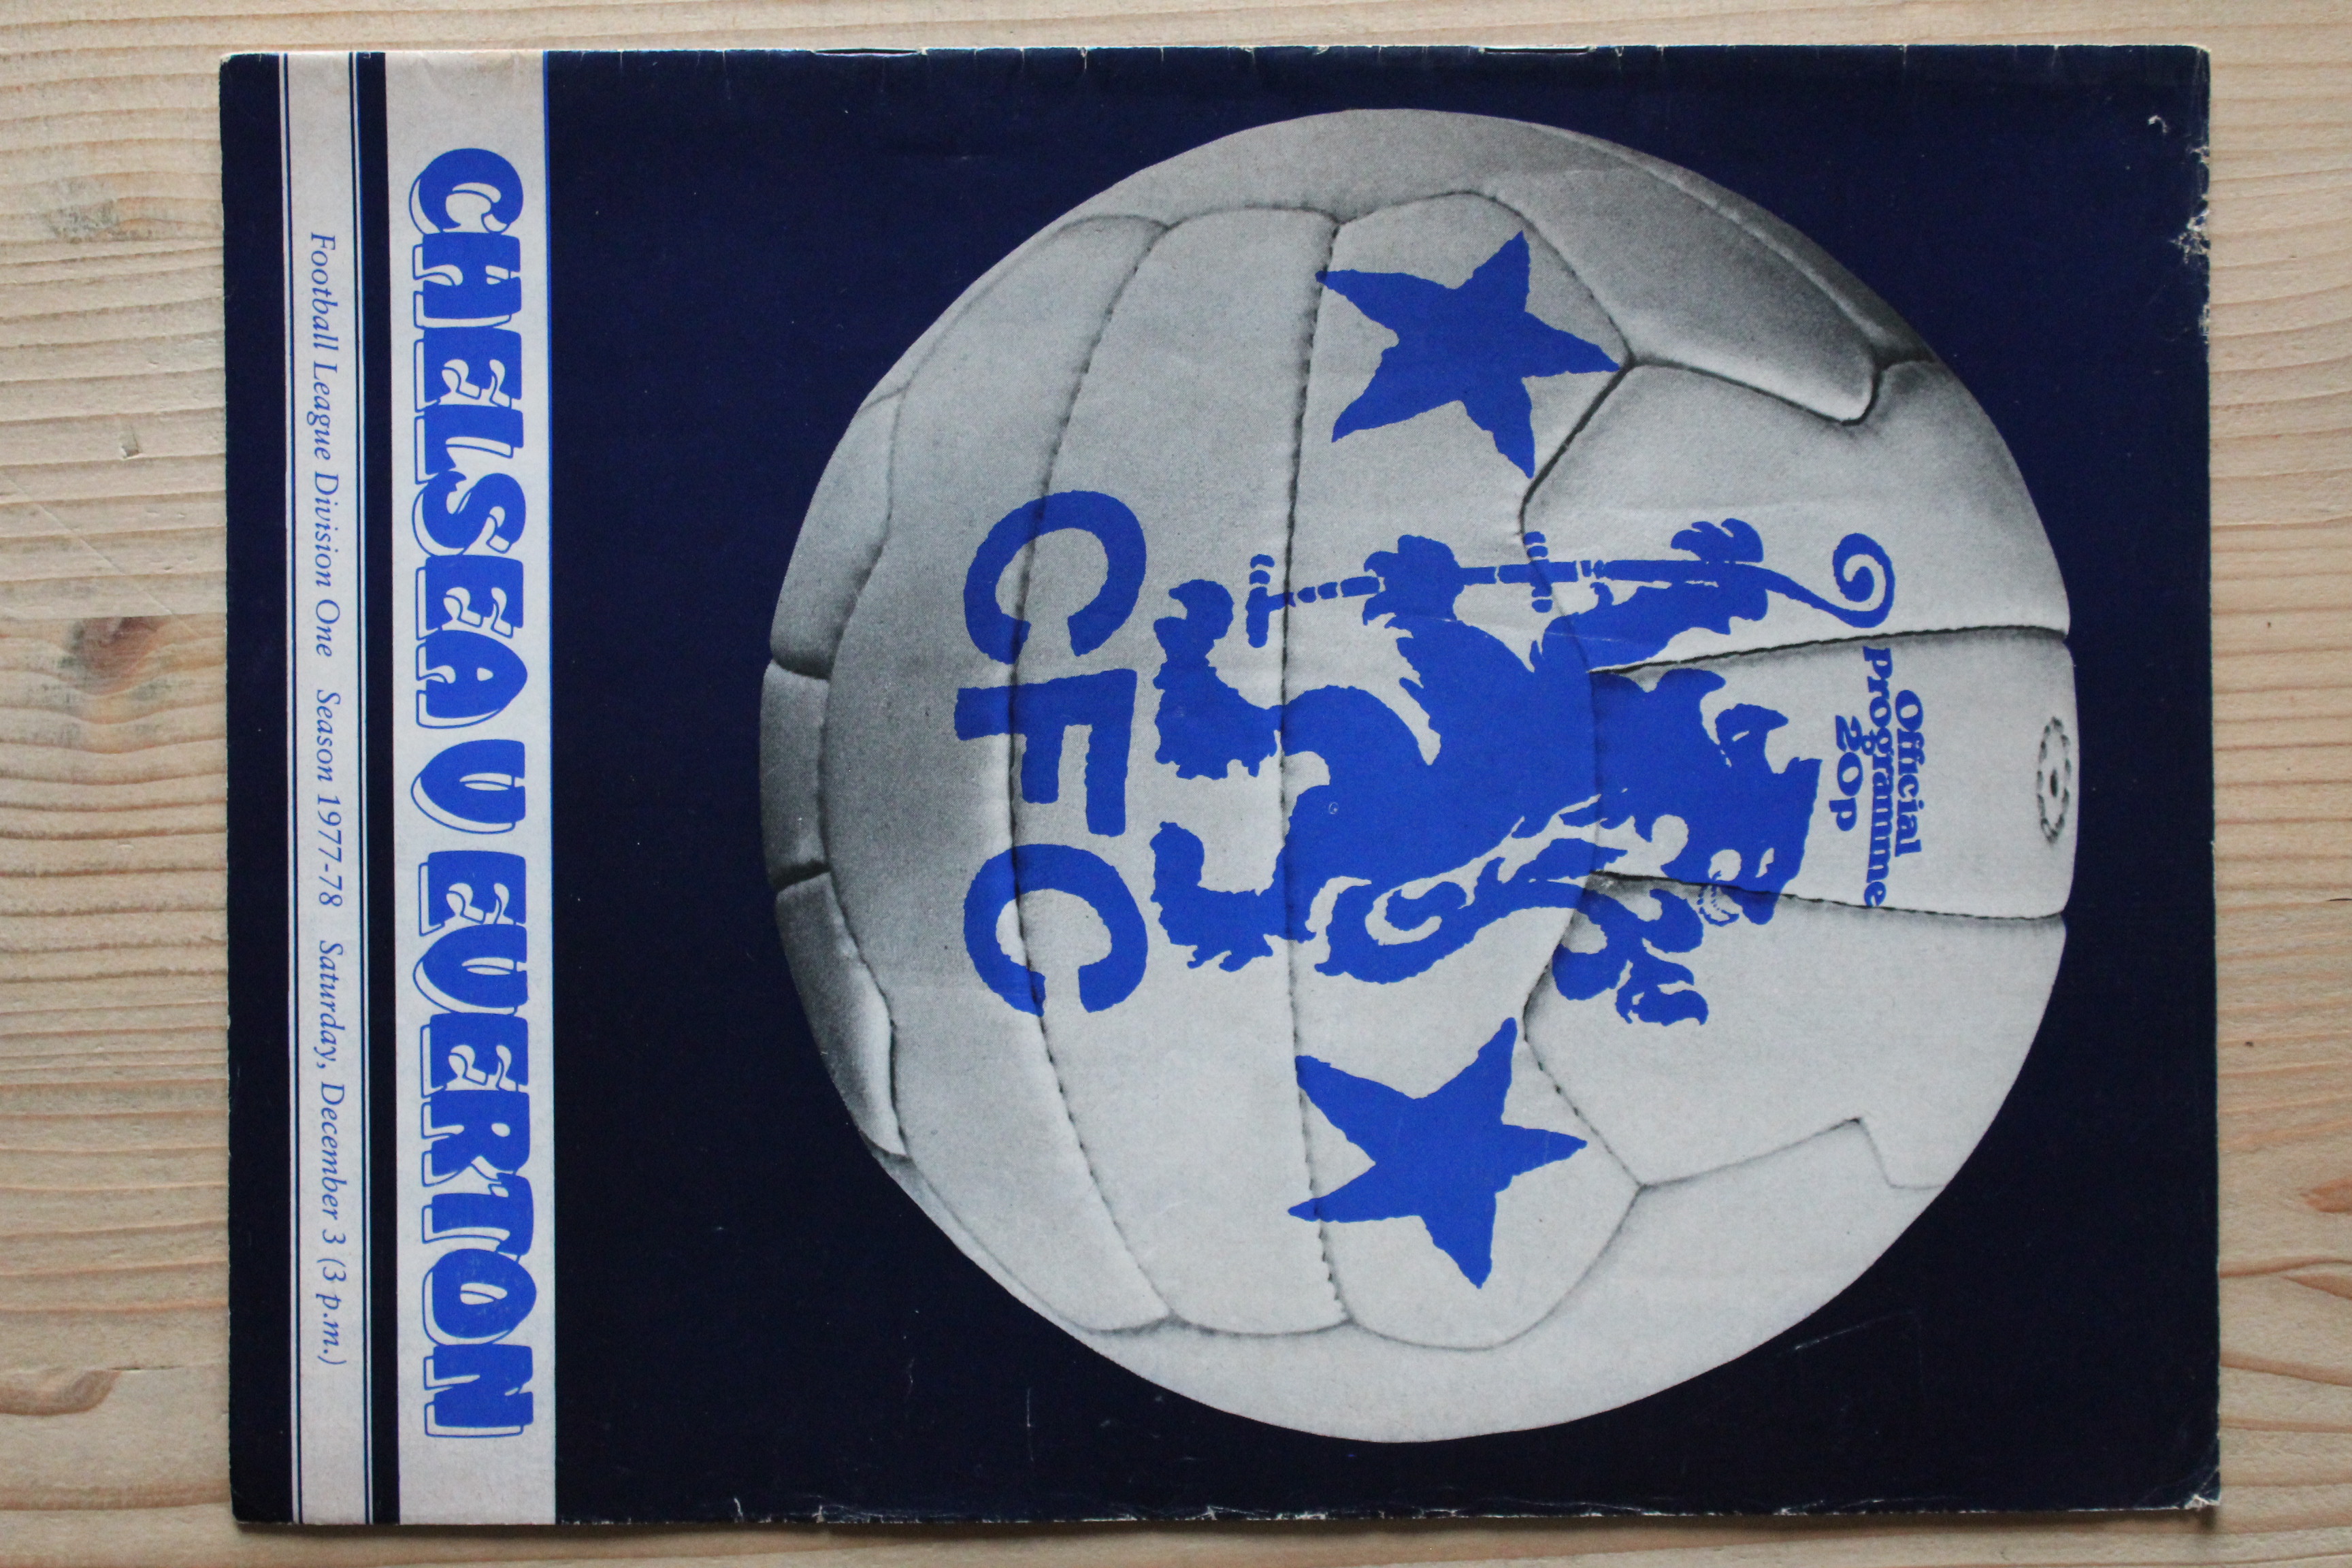 Official
Programme
20p
CFC
CHELSEA V EVERTON
Football League Division One Season 1977-78 Saturday, December 3 (3 p.m.)